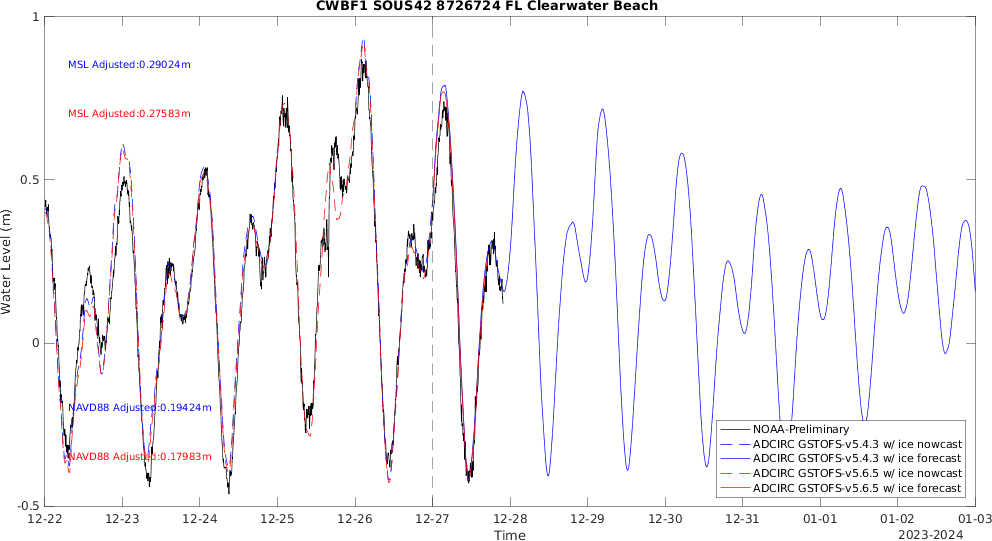 CWBF1 SOUS42 8726724 FL Clearwater Beach
1
MSL Adjusted:0.29024m
MSL Adjusted:0.27583m
0.5
Water Level (m)
0
NAVD88 Adjusted:0.19424m
NAVD88 Adjusted:0.17983m
NOAA-Preliminary
ADCIRC GSTOFS-v5.4.3 w/ ice nowcast
ADCIRC GSTOFS-v5.4.3 w/ ice forecast
ADCIRC GSTOFS-v5.6.5 w/ ice nowcast
ADCIRC GSTOFS-v5.6.5 w/ ice forecast
-0.5
12-22 12-23 12-24 12-25 12-26 12-27 12-28 12-29 12-30 12-31 01-01 01-02 01-03
Time
2023-2024